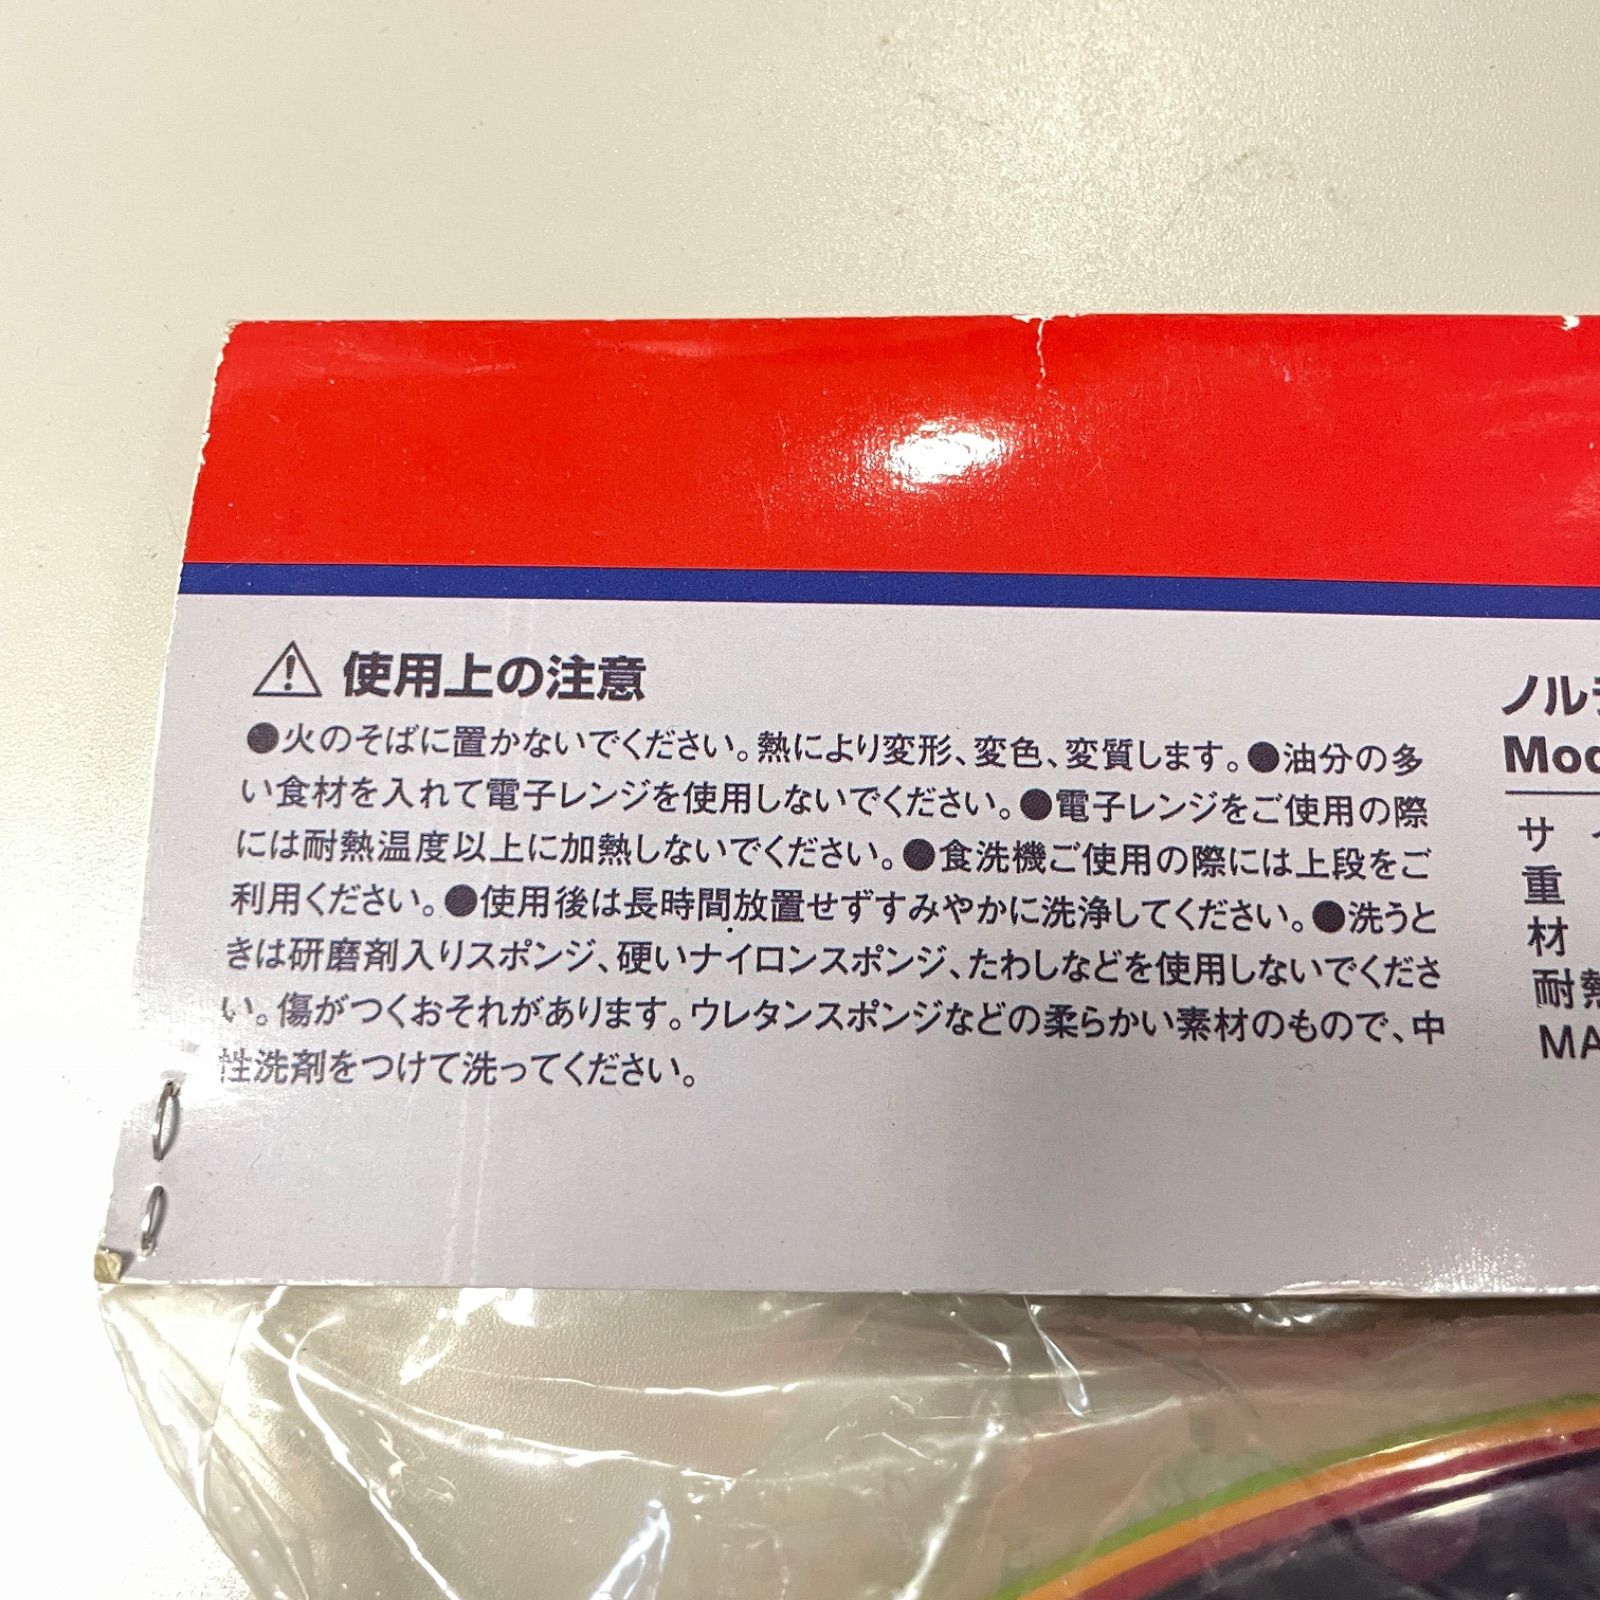 使用上の注意
●火のそばに置かないでください。熱により変形、変色、変質します。●油分の多
い食材を入れて電子レンジを使用しないでください。●電子レンジをご使用の際
には耐熱温度以上に加熱しないでください。●食洗機ご使用の際には上段をご
利用ください。●使用後は長時間放置せずすみやかに洗浄してください。●洗うと
きは研磨剤入りスポンジ、硬いナイロンスポンジ、たわしなどを使用しないでくださ
い。傷がつくおそれがあります。ウレタンスポンジなどの柔らかい素材のもので、中
性洗剤をつけて洗ってください。
ノル
Mod
サ
重
材
耐熱
MA